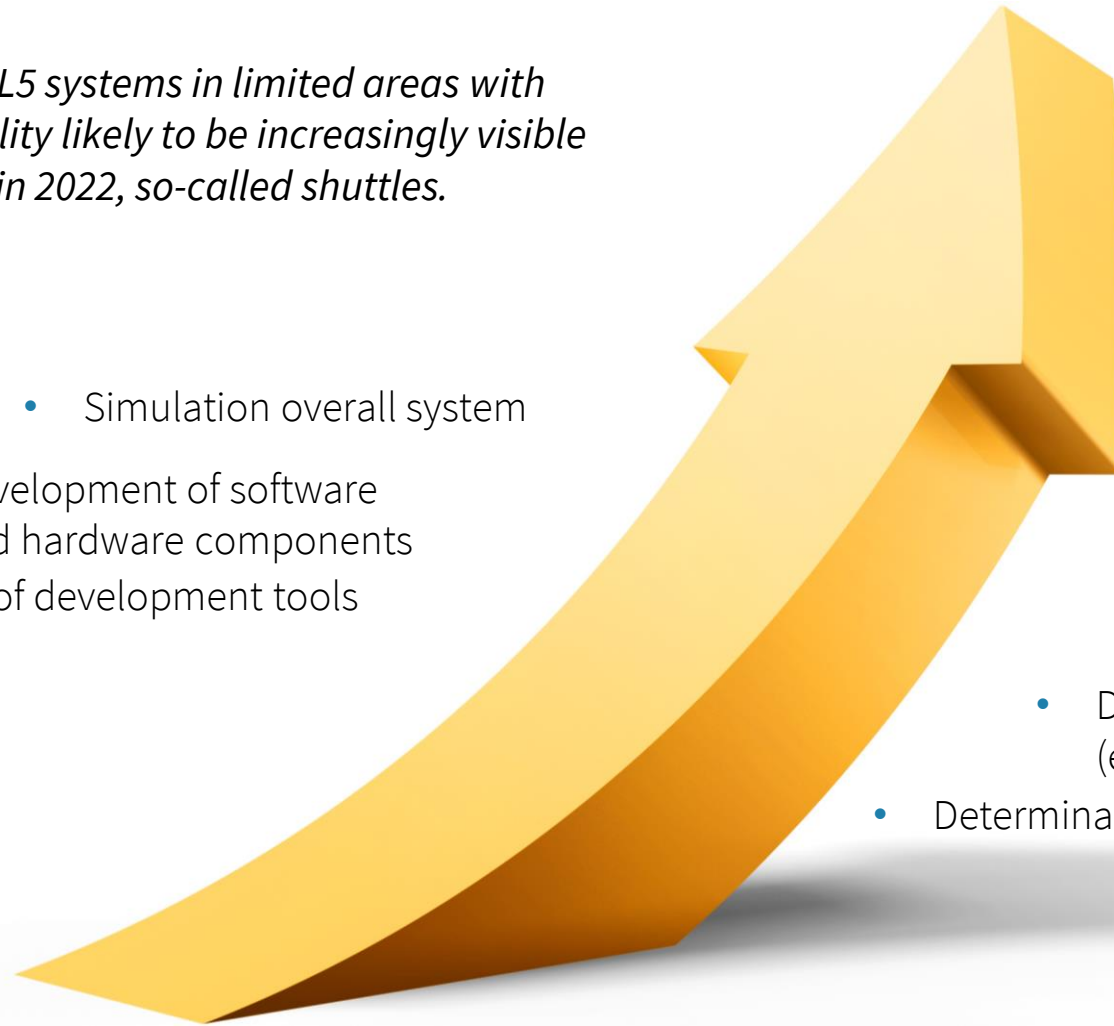 L5 systems in limited areas with
lity likely to be increasingly visible
in 2022, so-called shuttles.
• Simulation overall system
velopment of software
d hardware components
of development tools
• D
(e
• Determina